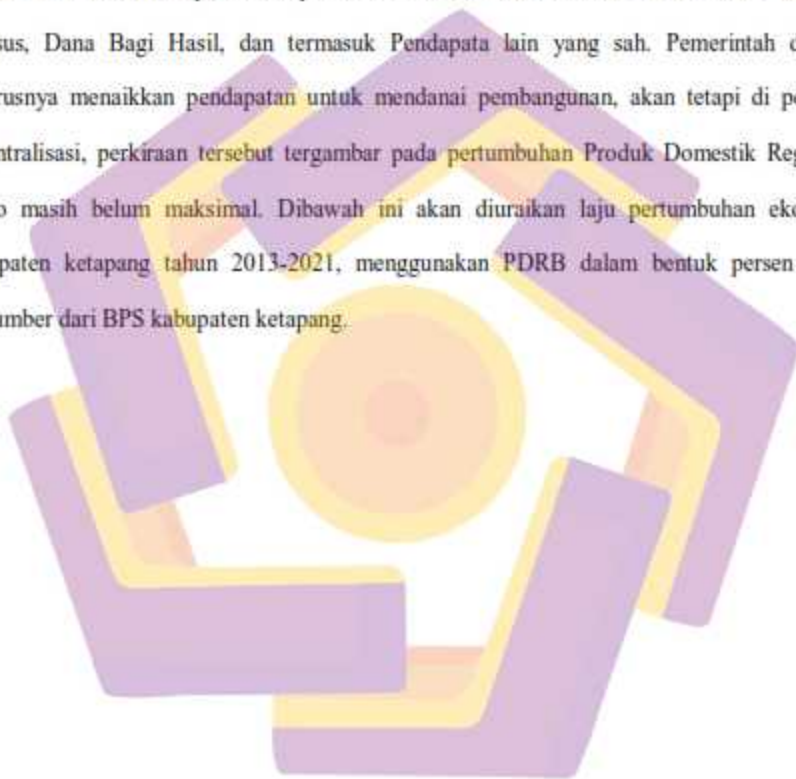 sus, Dana Bagi Hasil, dan termasuk Pendapata lain yang sah. Pemerintah d
rusnya menaikkan pendapatan untuk mendanai pembangunan, akan tetapi di p
ntralisasi, perkiraan tersebut tergambar pada pertumbuhan Produk Domestik Reg
o masih belum maksimal. Dibawah ini akan diuraikan laju pertumbuhan eko
paten ketapang tahun 2013-2021, menggunakan PDRB dalam bentuk persen
umber dari BPS kabupaten ketapang.